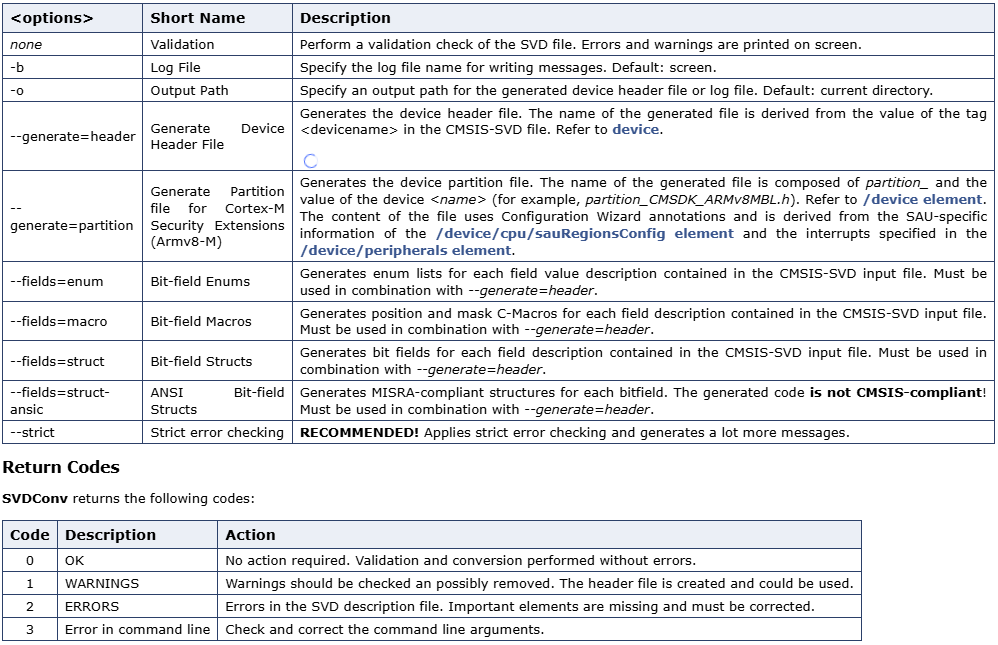 <options> Short Name Description
none Validation Perform a validation check of the SVD file. Errors and warnings are printed on screen.
-b Log File Specify the log file name for writing messages. Default: screen.
-o Output Path Specify an output path for the generated device header file or log file. Default: current directory.
--generate=header Generate Device
Header File
Generates the device header file. The name of the generated file is derived from the value of the tag
<devicename> in the CMSIS-SVD file. Refer to device.
--
generate=partition
Generate Partition
file for Cortex-M
Security Extensions
(Armv8-M)
Generates the device partition file. The name of the generated file is composed of partition_ and the
value of the device <name> (for example, partition_CMSDK_ARMv8MBL.h). Refer to /device element.
The content of the file uses Configuration Wizard annotations and is derived from the SAU-specific
information of the /device/cpu/sauRegionsConfig element and the interrupts specified in the
/device/peripherals element.
--fields=enum Bit-field Enums
Generates enum lists for each field value description contained in the CMSIS-SVD input file. Must be
used in combination with --generate=header.
--fields=macro Bit-field Macros
Generates position and mask C-Macros for each field description contained in the CMSIS-SVD input file.
Must be used in combination with --generate=header.
--fields=struct Bit-field Structs
Generates bit fields for each field description contained in the CMSIS-SVD input file. Must be used in
combination with --generate=header.
--fields=struct-
ansic
ANSI Bit-field
Structs
Generates MISRA-compliant structures for each bitfield. The generated code is not CMSIS-compliant!
Must be used in combination with --generate=header.
--strict Strict error checking RECOMMENDED! Applies strict error checking and generates a lot more messages.
Return Codes
SVDConv returns the following codes:
Code Description Action
0 OK No action required. Validation and conversion performed without errors.
1 WARNINGS Warnings should be checked an possibly removed. The header file is created and could be used.
2 ERRORS Errors in the SVD description file. Important elements are missing and must be corrected.
3 Error in command line Check and correct the command line arguments.